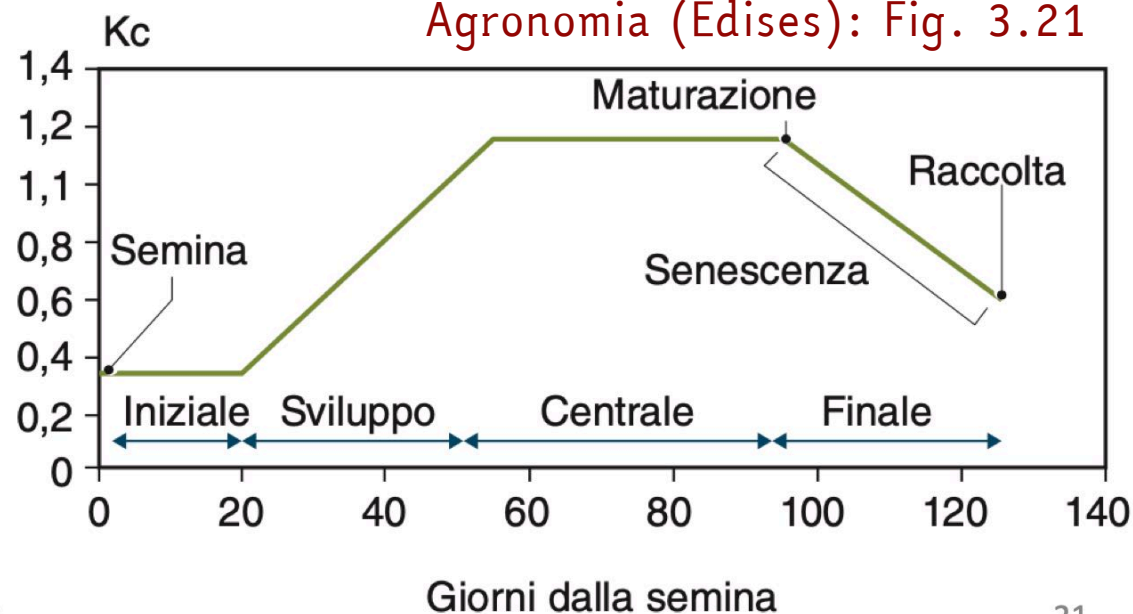 Agronomia (Edises): Fig. 3.21
Kc
1,4
1,2
1,1
0,8
0,6
0,4
0,2
0
Maturazione
Raccolta
Semina
Senescenza
Iniziale Sviluppo Centrale Finale
0 20 40 60 80 100 120 140
Giorni dalla semina